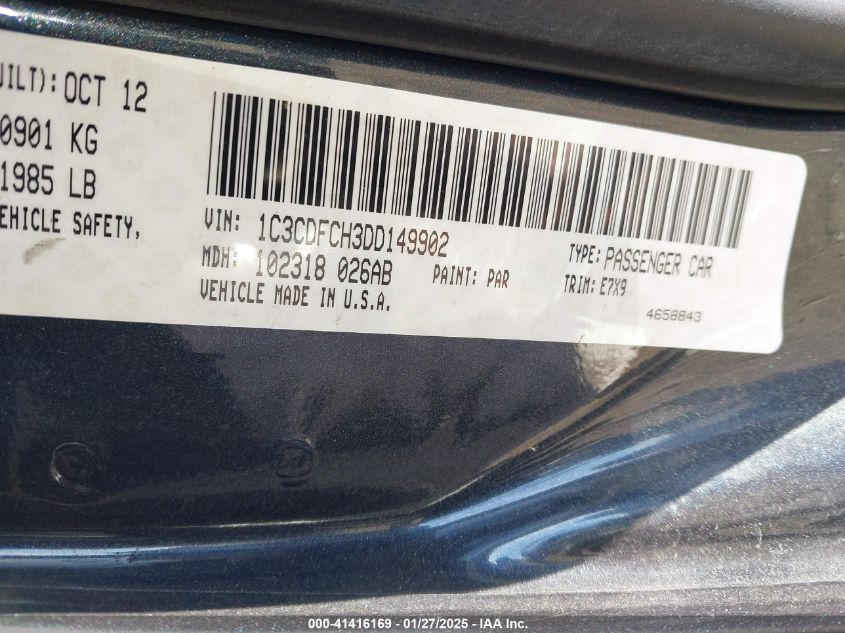 UILT): OCT 12
0901 KG
1985 LB
EHICLE SAFETY,
VIN: 1C3CDFCH3DD149902
MDH: 102318 026AB PAINT: PAR
VEHICLE MADE IN U.S.A.
TYPE: PASSENGER CAR
TRIM: E7X9
4658843
000-41416169 | 01/27/2025 - IAA Inc.